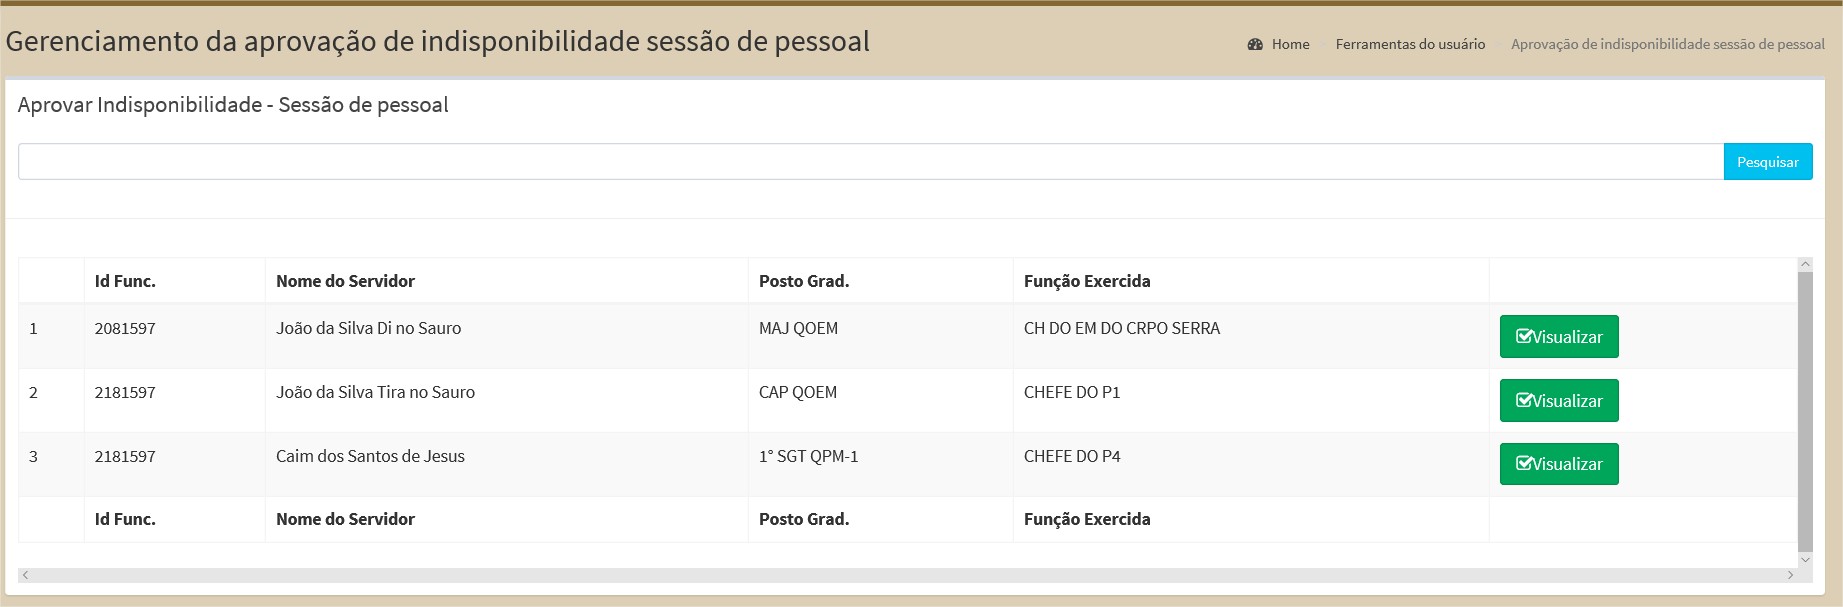 Gerenciamento da aprovação de indisponibilidade sessão de pessoal
Home Ferramentas do usuário Aprovação de indisponibilidade sessão de pessoal
Aprovar Indisponibilidade - Sessão de pessoal
Pesquisar
Id Func. Nome do Servidor Posto Grad. Função Exercida
1 2081597 João da Silva Di no Sauro MAJ QOEM CH DO EM DO CRPO SERRA Visualizar
2 2181597 João da Silva Tira no Sauro CAP QOEM CHEFE DO P1 Visualizar
3 2181597 Caim dos Santos de Jesus 1° SGT QPM-1 CHEFE DO P4 Visualizar
Id Func. Nome do Servidor Posto Grad. Função Exercida